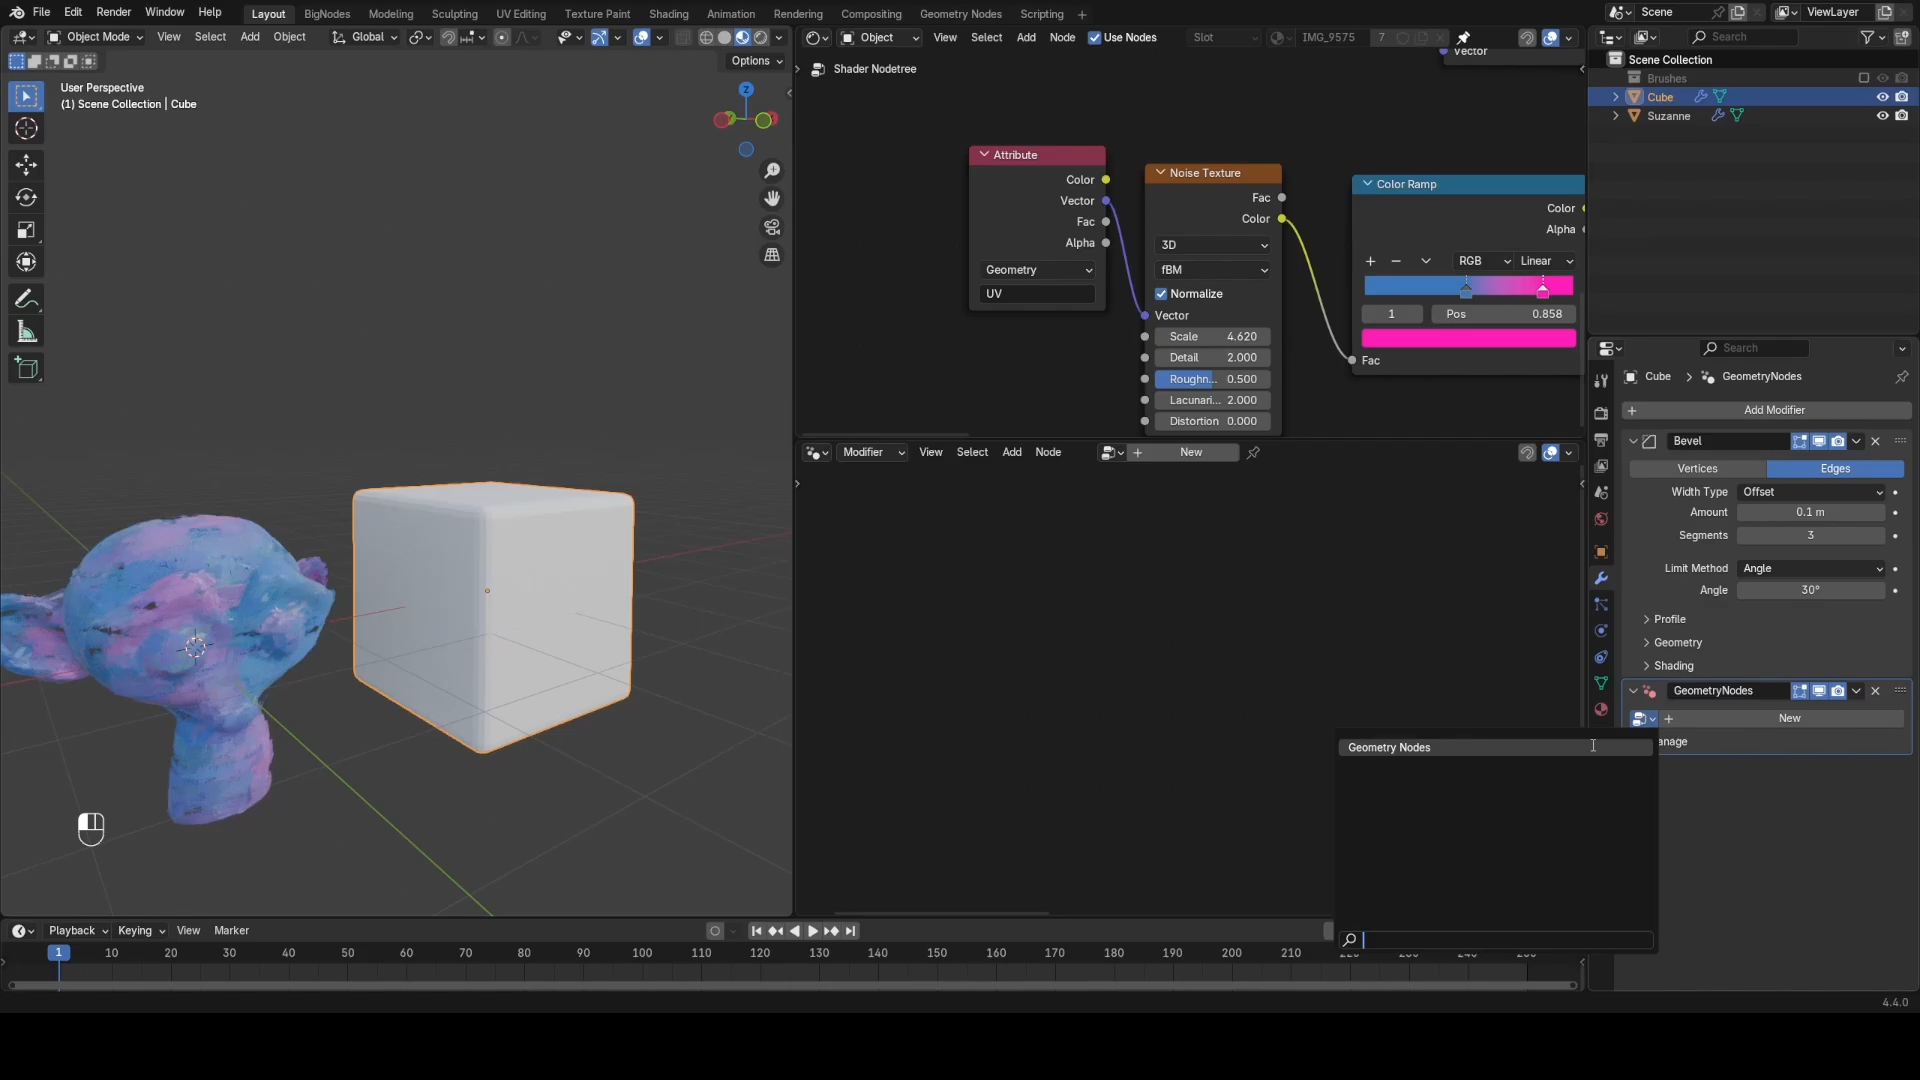 File Edit Render Window Help Layout BigNodes Modeling Sculpting UV Editing Texture Paint Shading Animation Rendering Compositing Geometry Nodes Scripting + Scene ViewLayer
Object Mode View Select Add Object Global
Options
User Perspective
(1) Scene Collection | Cube
Z
Object View Select Add Node Use Nodes Slot IMG_9575 7
Shader Nodetree
Vector
Attribute
Color
Vector
Fac
Alpha
Geometry
UV
Noise Texture
Fac
Color
3D
fBM
Normalize
Vector
Scale 4.620
Detail 2.000
Roughn... 0.500
Lacunari... 2.000
Distortion 0.000
Color Ramp
Color
Alpha
RGB Linear
1 Pos 0.858
Fac
Modifier View Select Add Node New
Geometry Nodes
Search
Scene Collection
Brushes
Cube
Suzanne
Search
Cube > GeometryNodes
Add Modifier
Bevel
Vertices Edges
Width Type Offset
Amount 0.1 m
Segments 3
Limit Method Angle
Angle 30°
Profile
Geometry
Shading
GeometryNodes
New
anage
Playback Keying View Marker
1 10 20 30 40 50 60 70 80 90 100 110 120 130 140 150 160 170 180 190 200 210
4.4.0